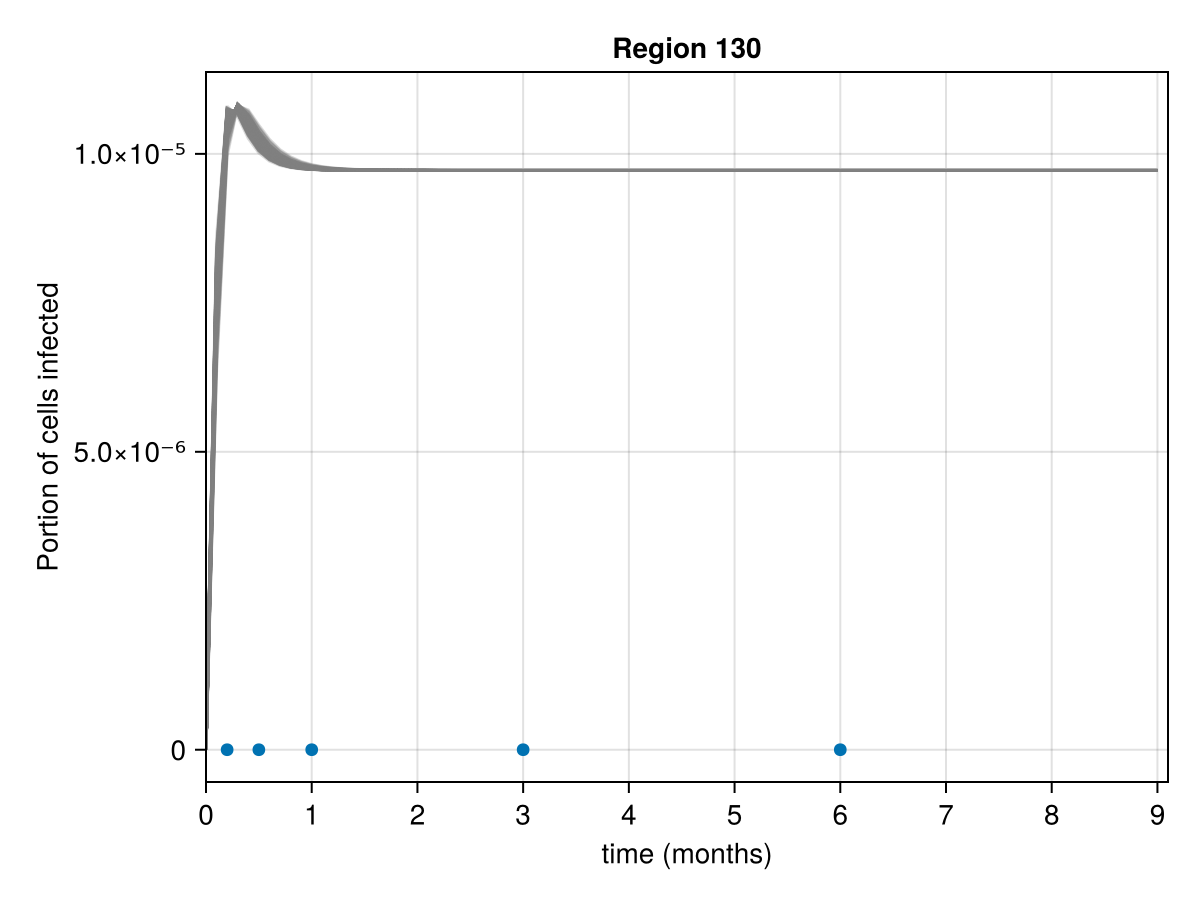 Region 130
Portion of cells infected
1.0×10⁻⁵
5.0×10⁻⁶
0
0 1 2 3 4 5 6 7 8 9
time (months)